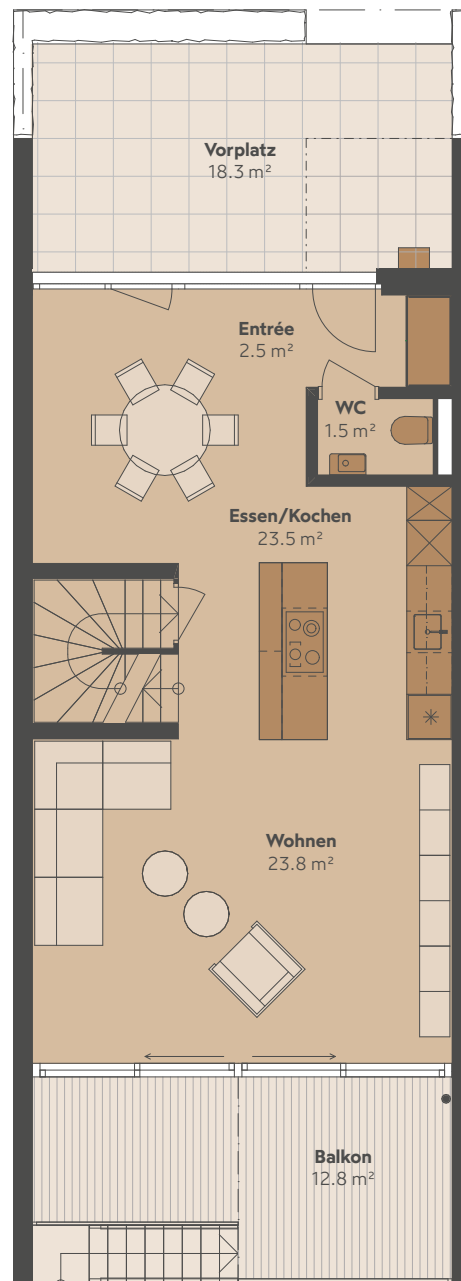 Vorplatz
18.3 m²
Entrée
2.5 m²
WC
1.5 m²
Essen/Kochen
23.5 m²
Wohnen
23.8 m²
Balkon
12.8 m²